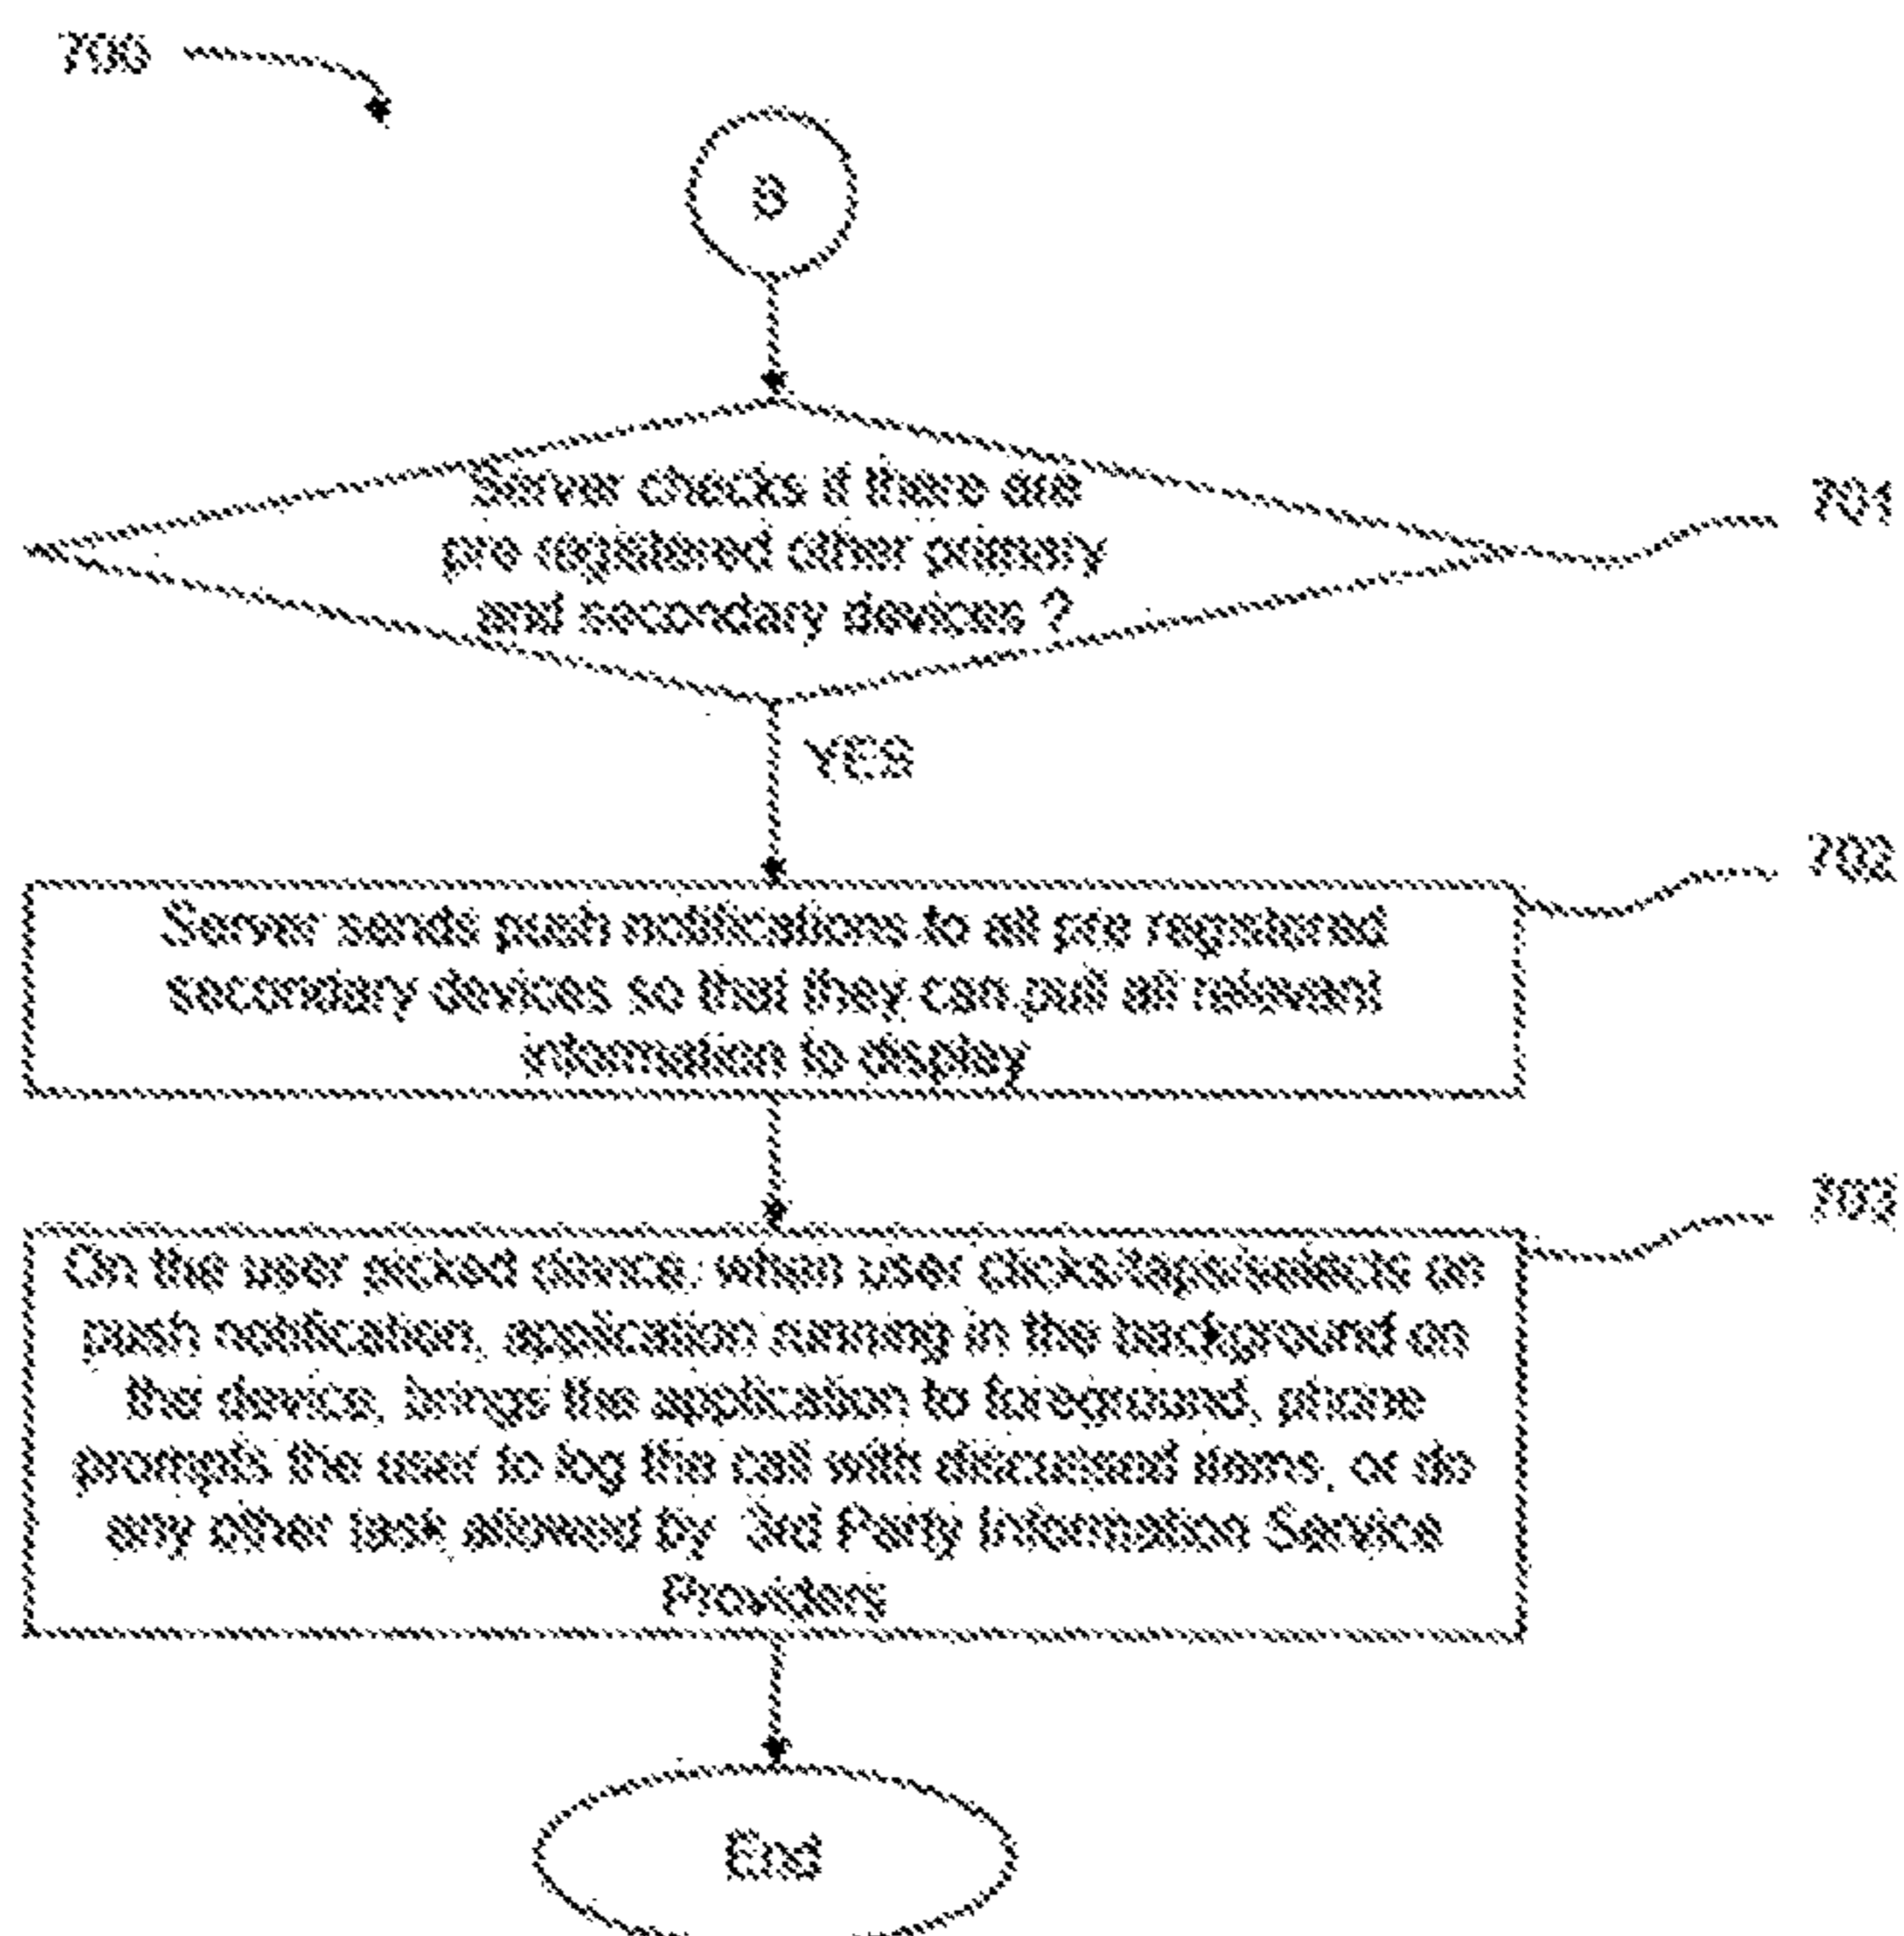 700
Server checks if there are
701
pre registered other primary
and secondary devices ?
YES
702
Server sends push notifications to all pre registered
secondary devices so that they can pull all relevant
information to display
703
On the user picked device, when user clicks/taps/selects on
push notification, application running in the background on
the device, brings the application to foreground,
prompts the user to log the call with discussed items, or do
any other task allowed by 3rd Party Information Service
Providers
End